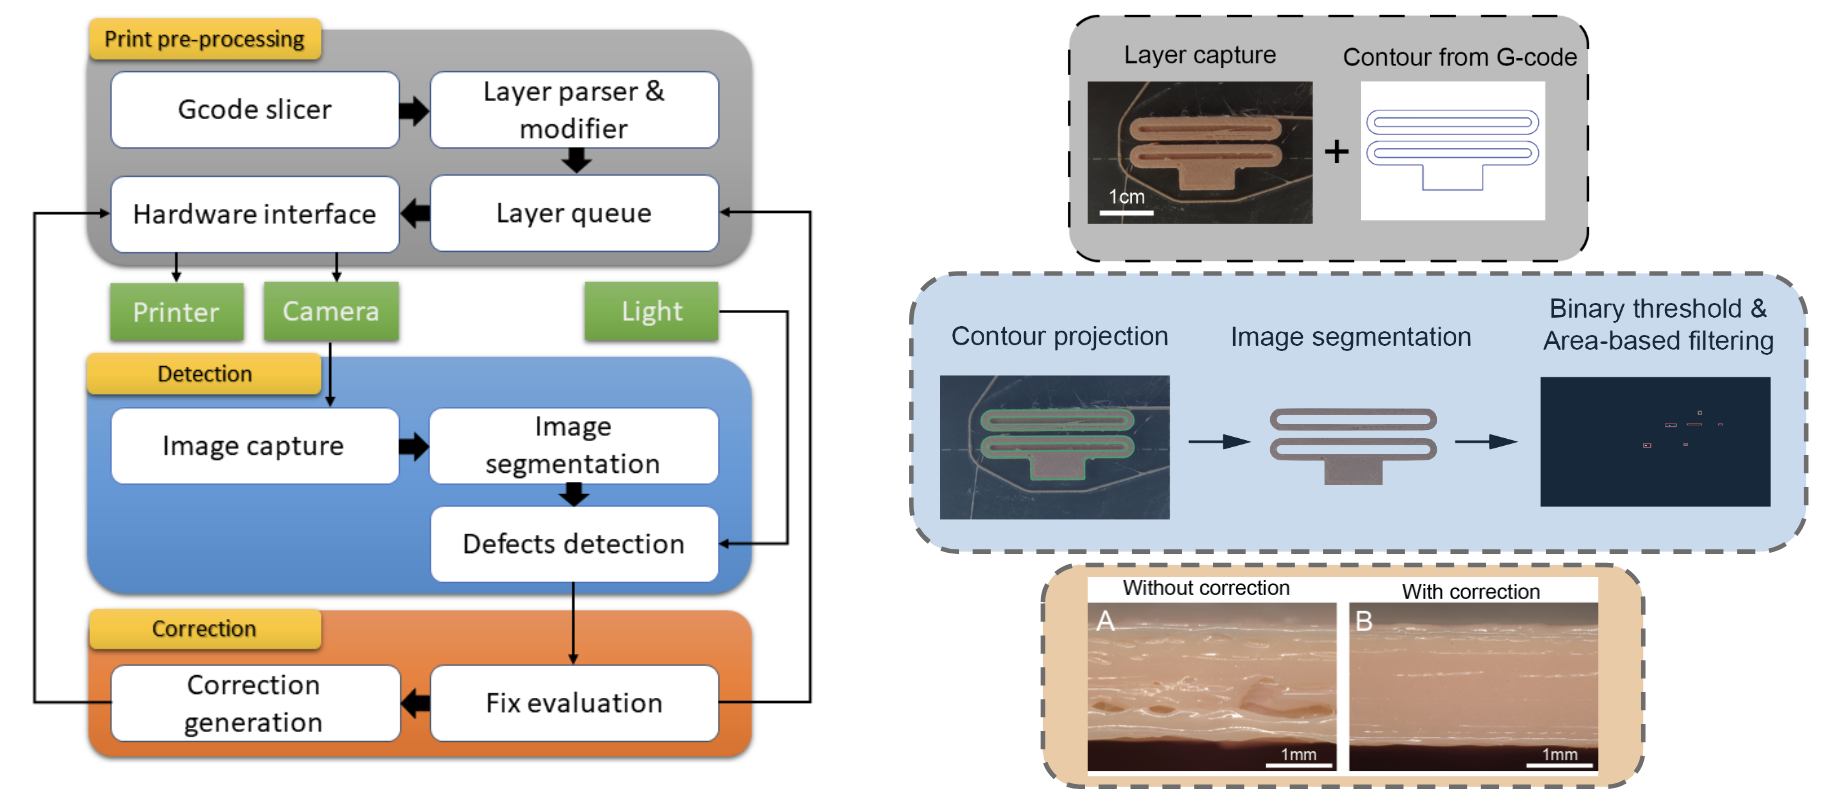 Print pre-processing
Gcode slicer
Layer parser &
modifier
Hardware interface
Layer queue
Printer
Camera
Light
Detection
Image capture
Image
segmentation
Defects detection
Correction
Correction
generation
Fix evaluation
Layer capture
Contour from G-code
1cm
+
Contour projection
Image segmentation
Binary threshold &
Area-based filtering
Without correction
With correction
A
B
1mm
1mm